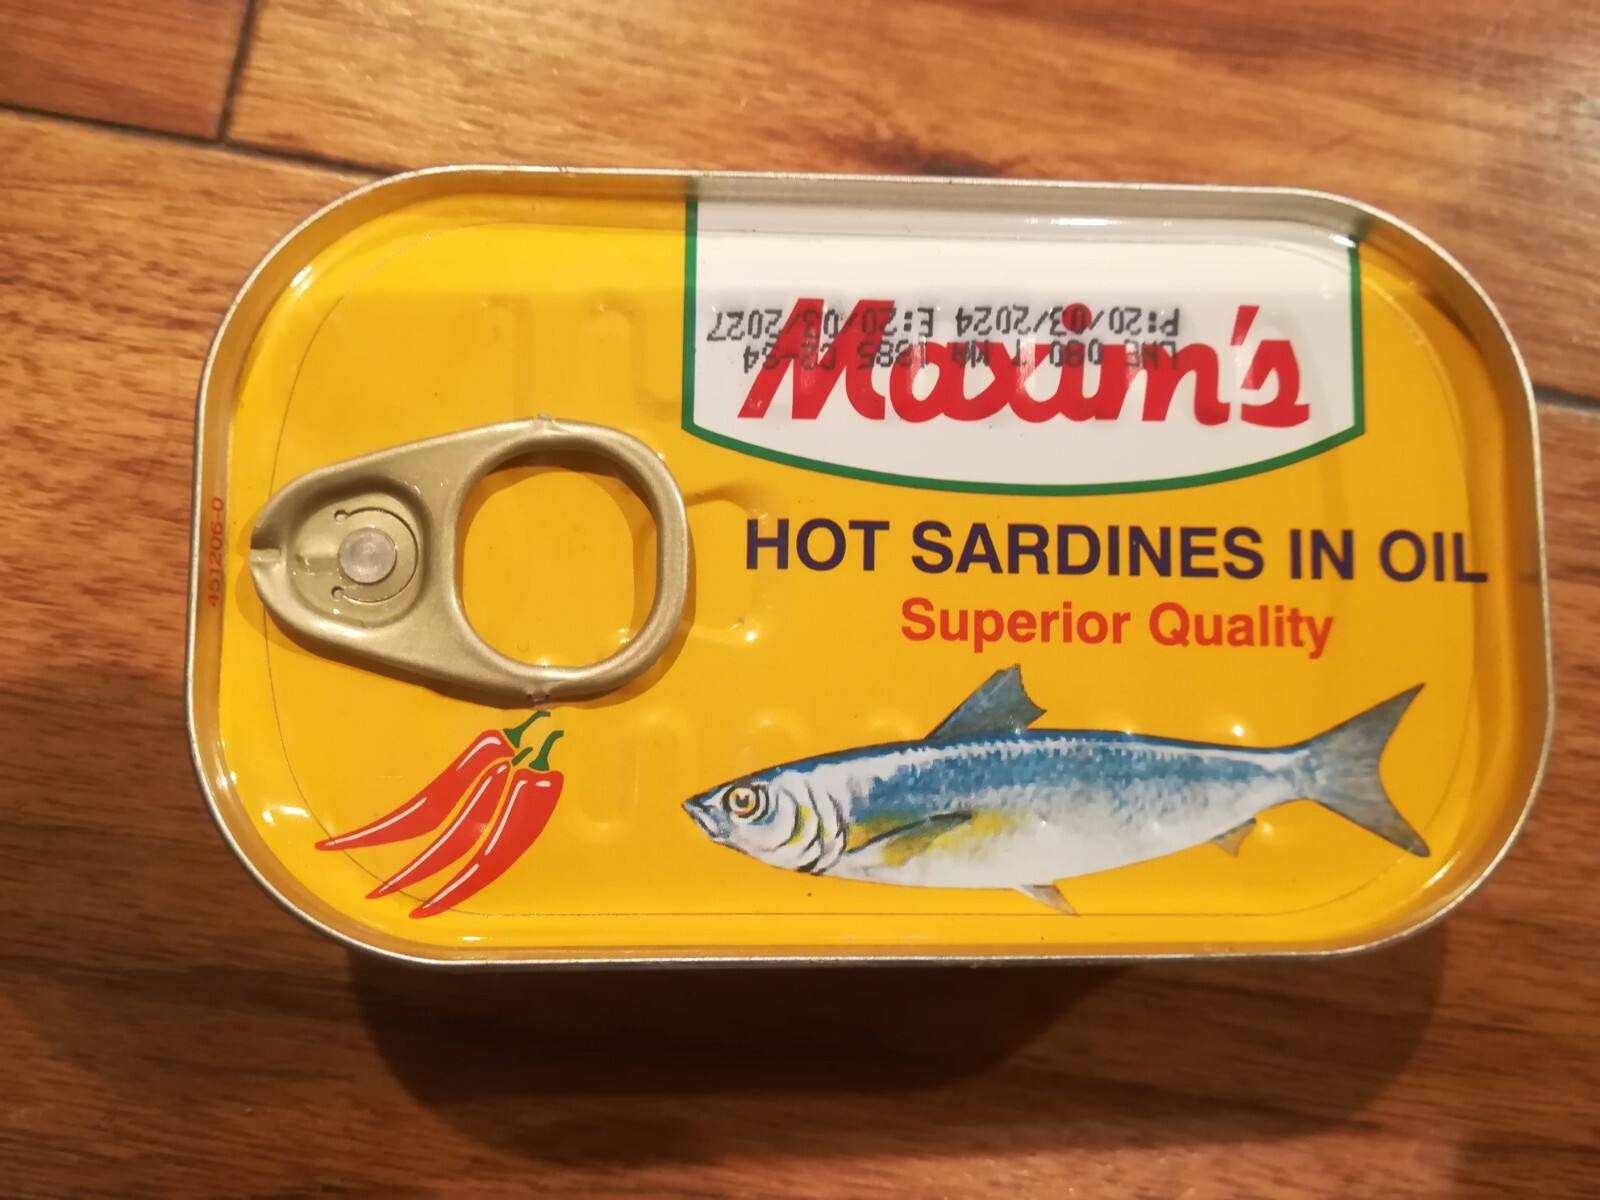 Maxim's
P:20/03/2024 E:20/03/2027
HOT SARDINES IN OIL
Superior Quality
451206-0